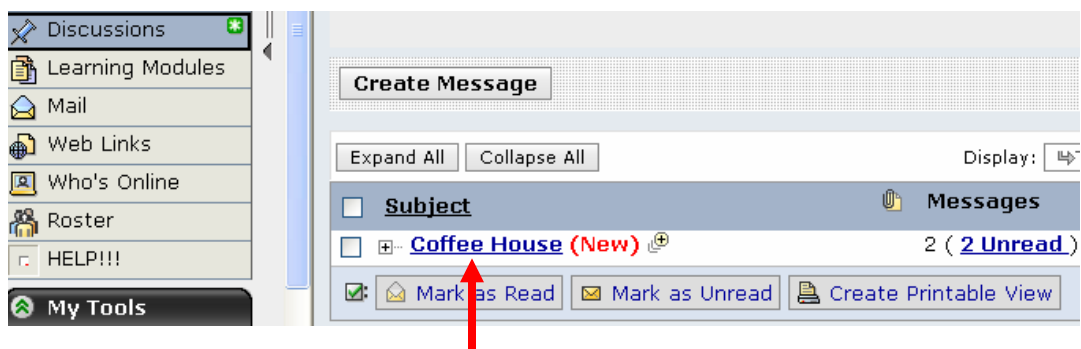 Discussions
Learning Modules
Mail
Web Links
Who's Online
Roster
HELP!!!
My Tools
Create Message
Expand All Collapse All Display:
Subject Messages
Coffee House (New) 2 ( 2 Unread )
Mark as Read Mark as Unread Create Printable View